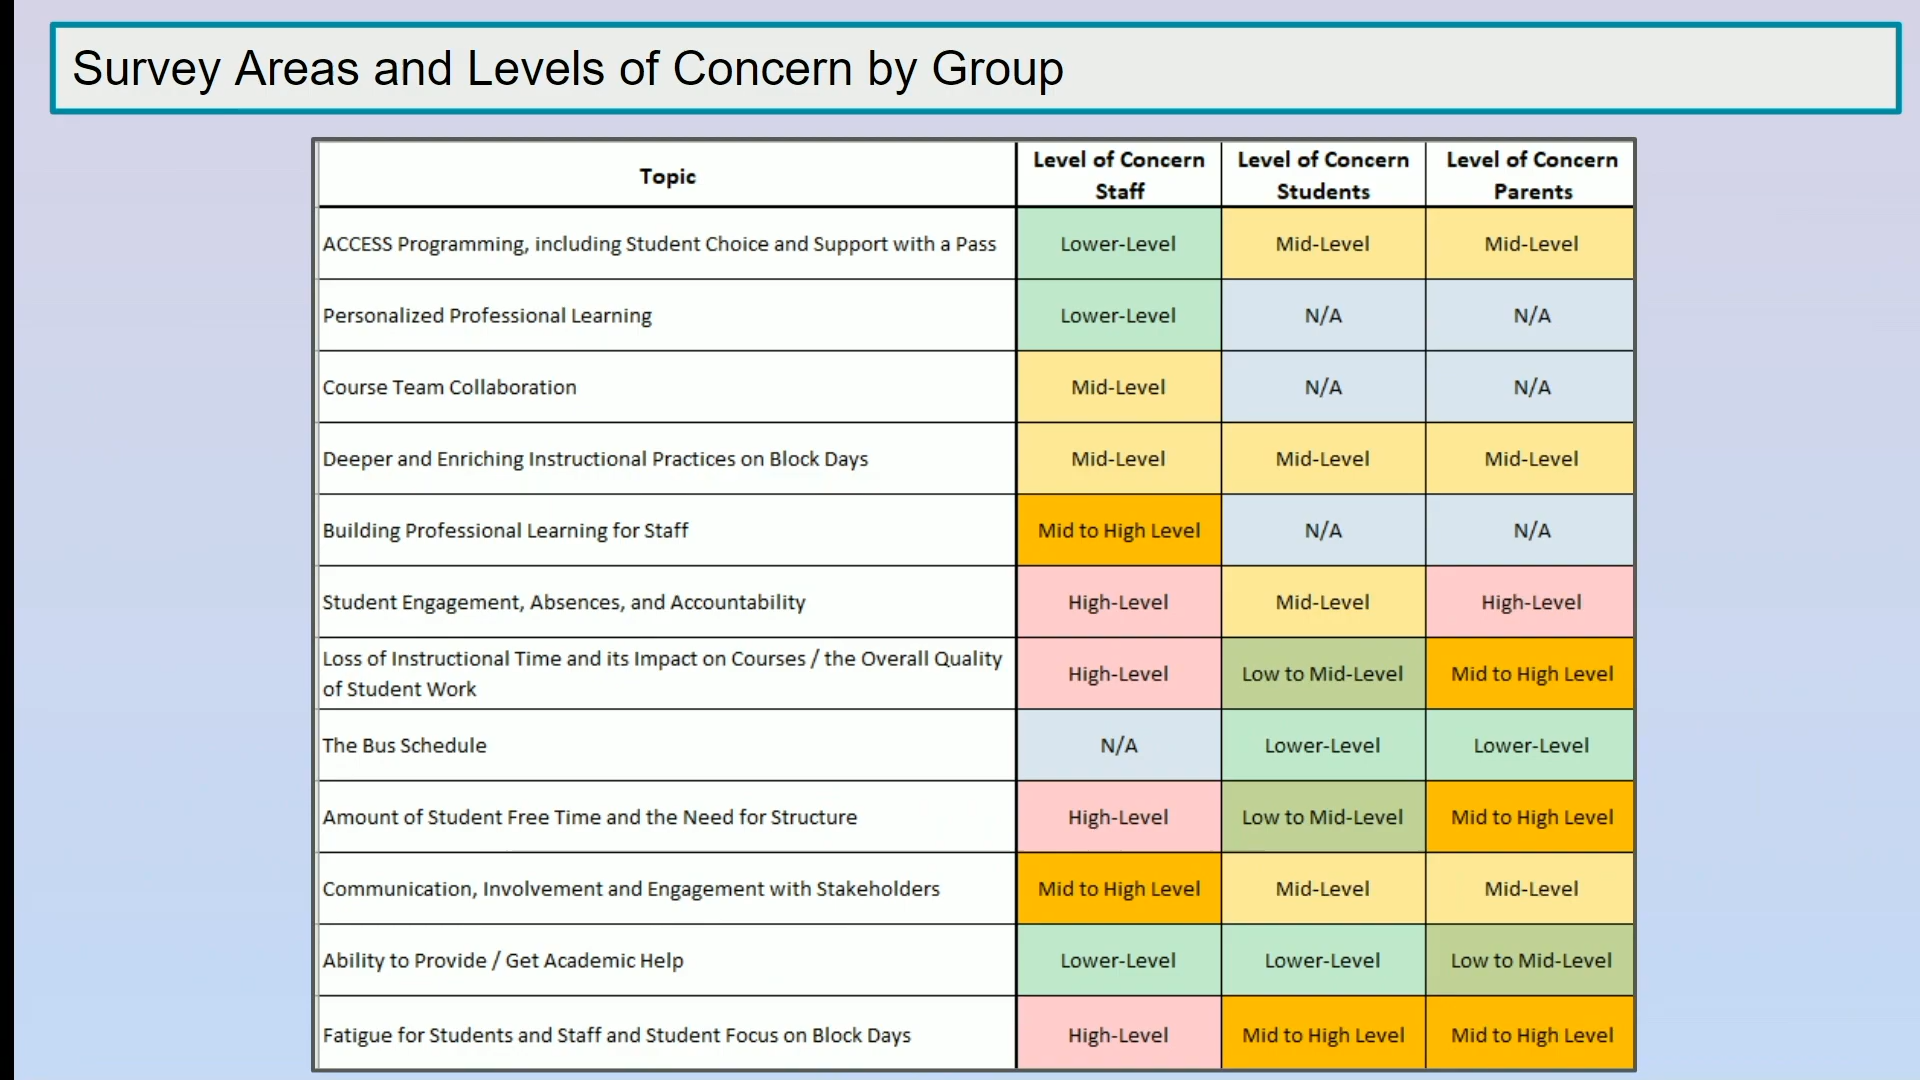 Survey Areas and Levels of Concern by Group
Topic
Level of Concern
Staff
Level of Concern
Students
Level of Concern
Parents
ACCESS Programming, including Student Choice and Support with a Pass
Lower-Level
Mid-Level
Mid-Level
Personalized Professional Learning
Lower-Level
N/A
N/A
Course Team Collaboration
Mid-Level
N/A
N/A
Deeper and Enriching Instructional Practices on Block Days
Mid-Level
Mid-Level
Mid-Level
Building Professional Learning for Staff
Mid to High Level
N/A
N/A
Student Engagement, Absences, and Accountability
High-Level
Mid-Level
High-Level
Loss of Instructional Time and its Impact on Courses / the Overall Quality
of Student Work
High-Level
Low to Mid-Level
Mid to High Level
The Bus Schedule
N/A
Lower-Level
Lower-Level
Amount of Student Free Time and the Need for Structure
High-Level
Low to Mid-Level
Mid to High Level
Communication, Involvement and Engagement with Stakeholders
Mid to High Level
Mid-Level
Mid-Level
Ability to Provide / Get Academic Help
Lower-Level
Lower-Level
Low to Mid-Level
Fatigue for Students and Staff and Student Focus on Block Days
High-Level
Mid to High Level
Mid to High Level